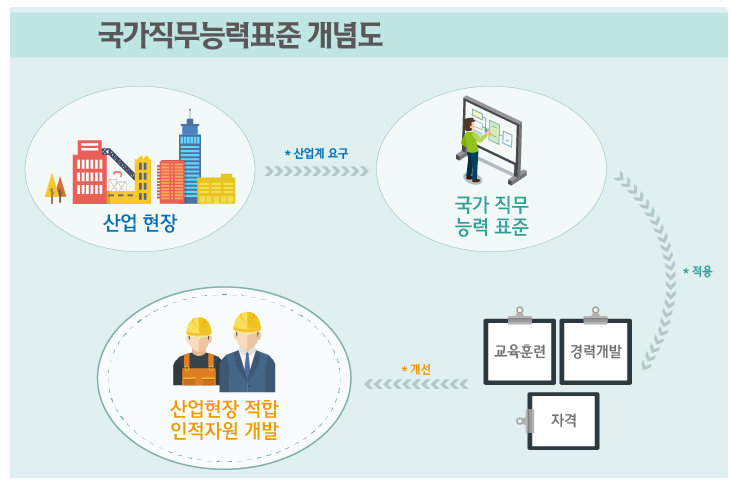 국가직무능력표준 개념도
* 산업계 요구
산업 현장
국가 직무
능력 표준
* 적용
교육훈련
경력개발
* 개선
산업현장 적합
인적자원 개발
자격